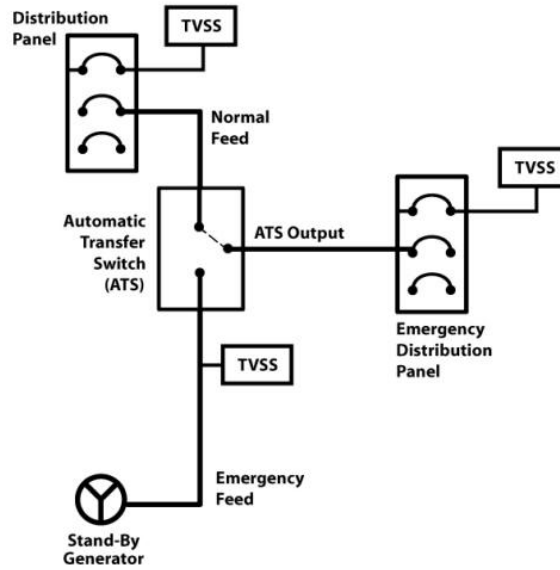 Distribution
Panel
TVSS
Normal
Feed
TVSS
Automatic
Transfer
Switch
(ATS)
ATS Output
Emergency
Distribution
Panel
TVSS
Emergency
Feed
Stand-By
Generator